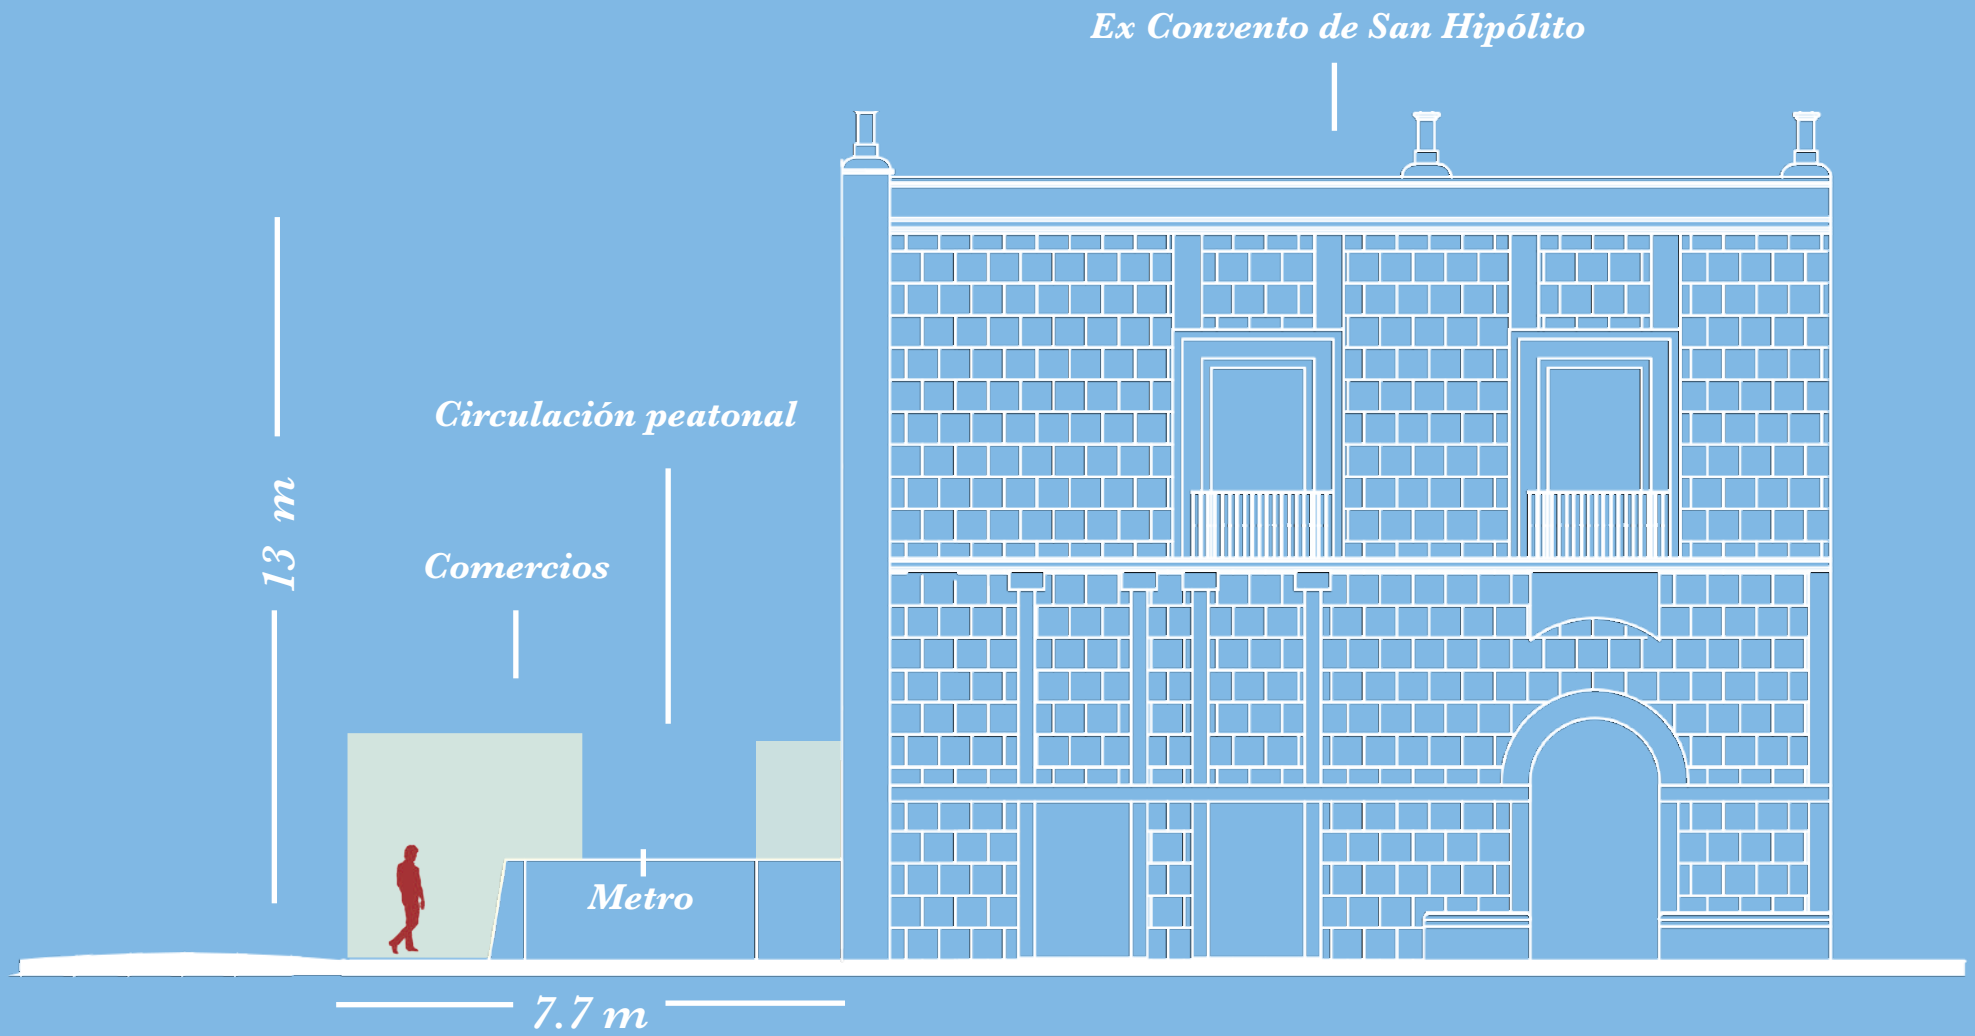 Ex Convento de San Hipólito
Circulación peatonal
13 m
Comercios
Metro
7.7 m